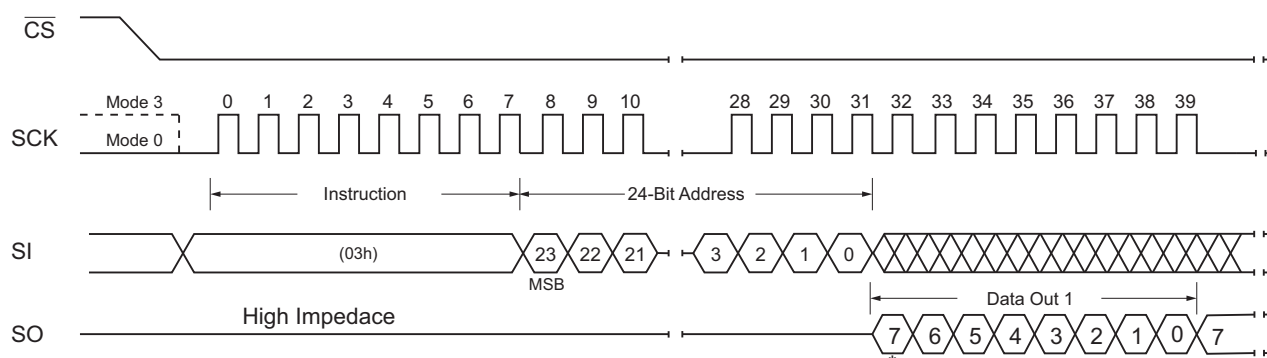 CS
Mode 3 0 1 2 3 4 5 6 7 8 9 10 28 29 30 31 32 33 34 35 36 37 38 39
SCK Mode 0
Instruction 24-Bit Address
SI (03h) 23 22 21 3 2 1 0
MSB
Data Out 1
High Impedace
SO 7 6 5 4 3 2 1 0 7
*